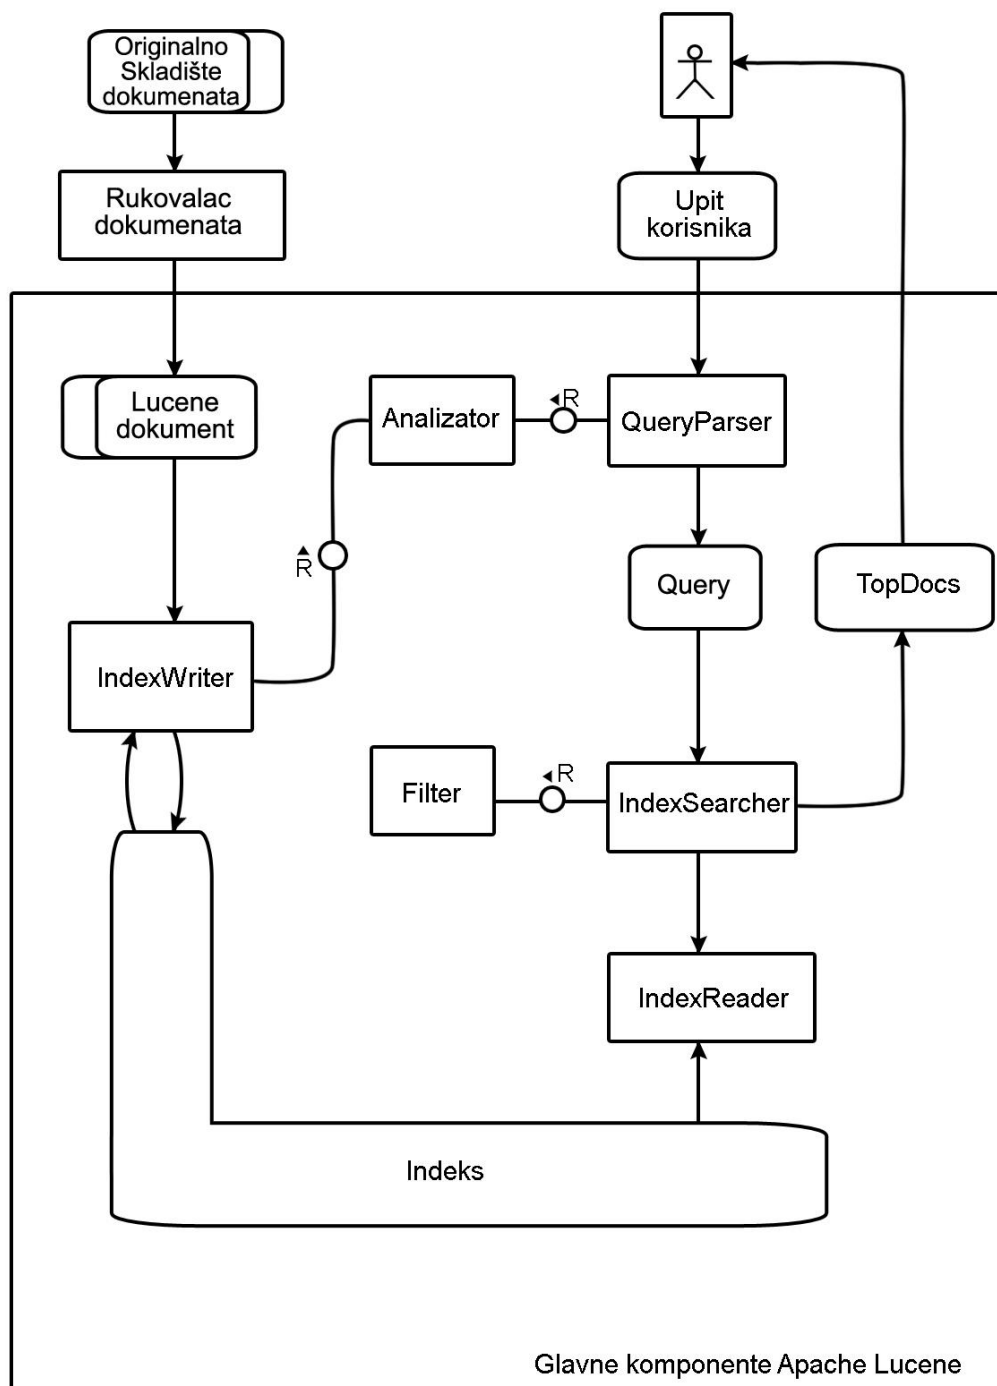 Originalno
Skladište
dokumenata
Rukovalac
dokumenata
Upit
korisnika
Lucene
dokument
Analizator
R
QueryParser
R
Query
TopDocs
IndexWriter
Filter
R
IndexSearcher
IndexReader
Indeks
Glavne komponente Apache Lucene